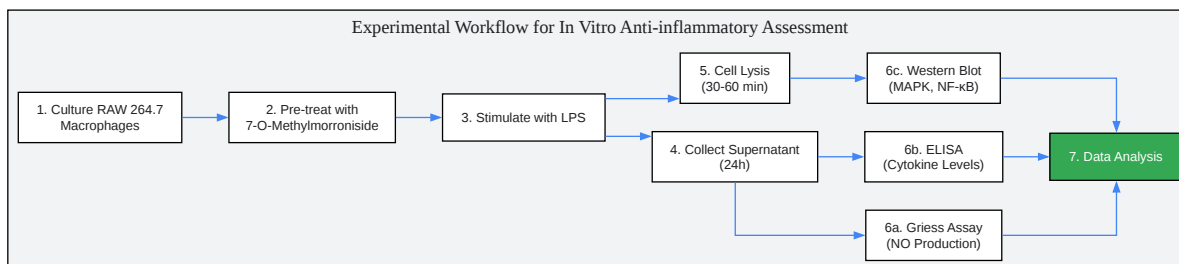 Experimental Workflow for In Vitro Anti-inflammatory Assessment
1. Culture RAW 264.7
Macrophages
2. Pre-treat with
7-O-Methylmorroniside
3. Stimulate with LPS
5. Cell Lysis
(30-60 min)
6c. Western Blot
(MAPK, NF-κB)
4. Collect Supernatant
(24h)
6b. ELISA
(Cytokine Levels)
7. Data Analysis
6a. Griess Assay
(NO Production)